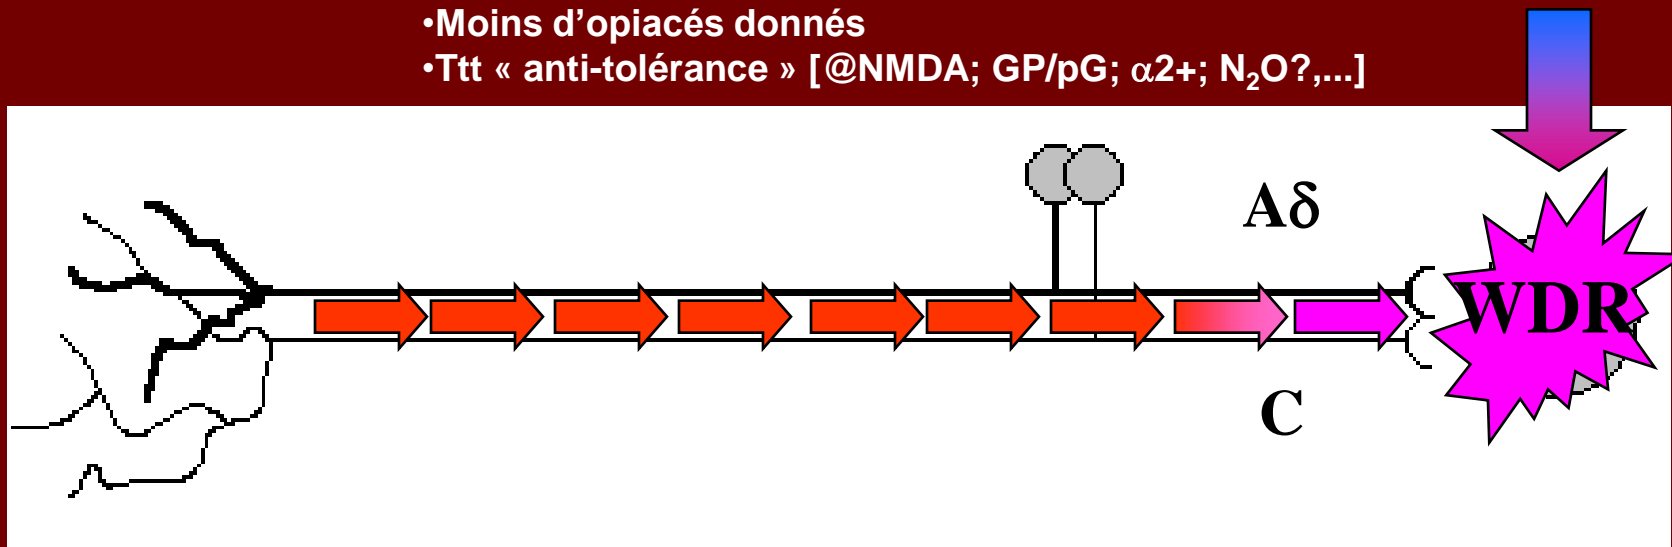 •Moins d’opiacés donnés
•Ttt « anti-tolérance » [@NMDA; GP/pG; α2+; N₂O?,...]
Aδ
WDR
C